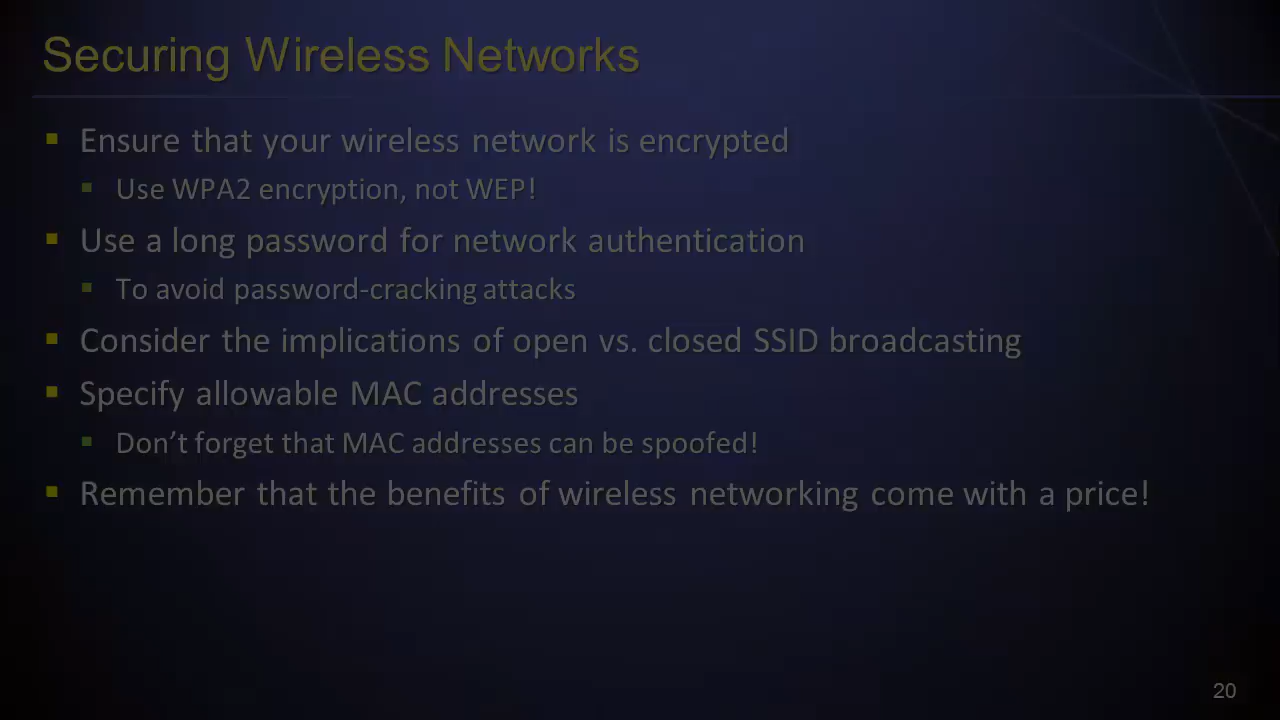 Securing Wireless Networks
Ensure that your wireless network is encrypted
Use WPA2 encryption, not WEP!
Use a long password for network authentication
To avoid password-cracking attacks
Consider the implications of open vs. closed SSID broadcasting
Specify allowable MAC addresses
Don’t forget that MAC addresses can be spoofed!
Remember that the benefits of wireless networking come with a price!
20